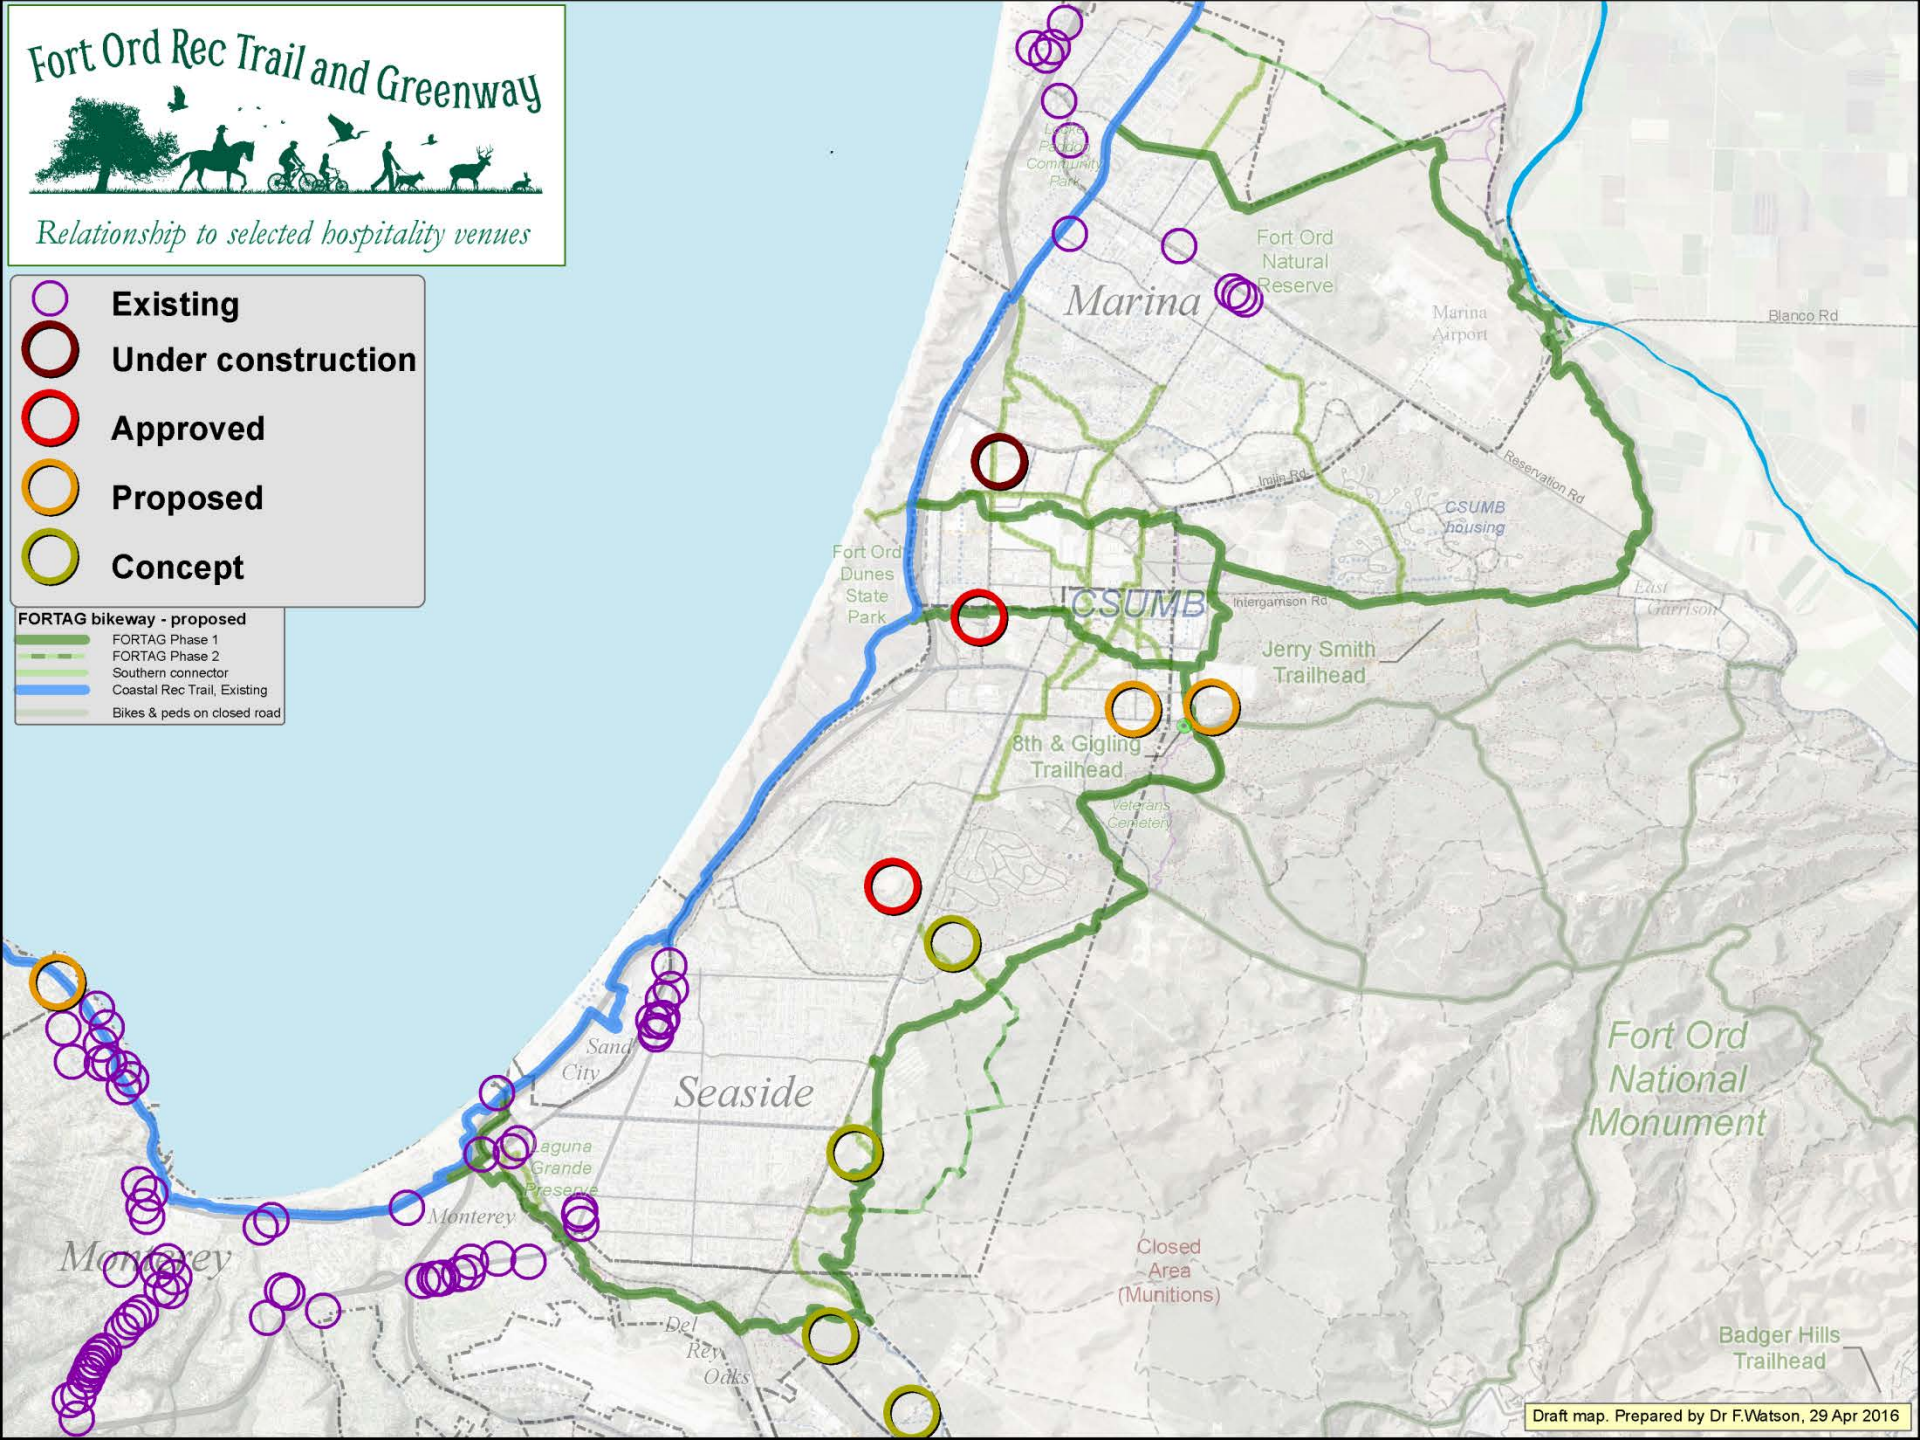 Fort Ord Rec Trail and Greenway
Relationship to selected hospitality venues
Existing
Under construction
Approved
Proposed
Concept
FORTAG bikeway - proposed
FORTAG Phase 1
FORTAG Phase 2
Southern connector
Coastal Rec Trail, Existing
Bikes & peds on closed road
Locke
Paddon
Community
Park
Fort Ord
Natural
Reserve
Marina
Marina
Airport
Blanco Rd
Reservation Rd
Imjin Rd
CSUMB
housing
Fort Ord
Dunes
State
Park
CSUMB
Intergarrison Rd
East
Garrison
Jerry Smith
Trailhead
8th & Gigling
Trailhead
Veterans
Cemetery
Sand
City
Seaside
Fort Ord
National
Monument
Laguna
Grande
Preserve
Monterey
Monterey
Closed
Area
(Munitions)
Del
Rey
Oaks
Badger Hills
Trailhead
Draft map. Prepared by Dr F.Watson, 29 Apr 2016